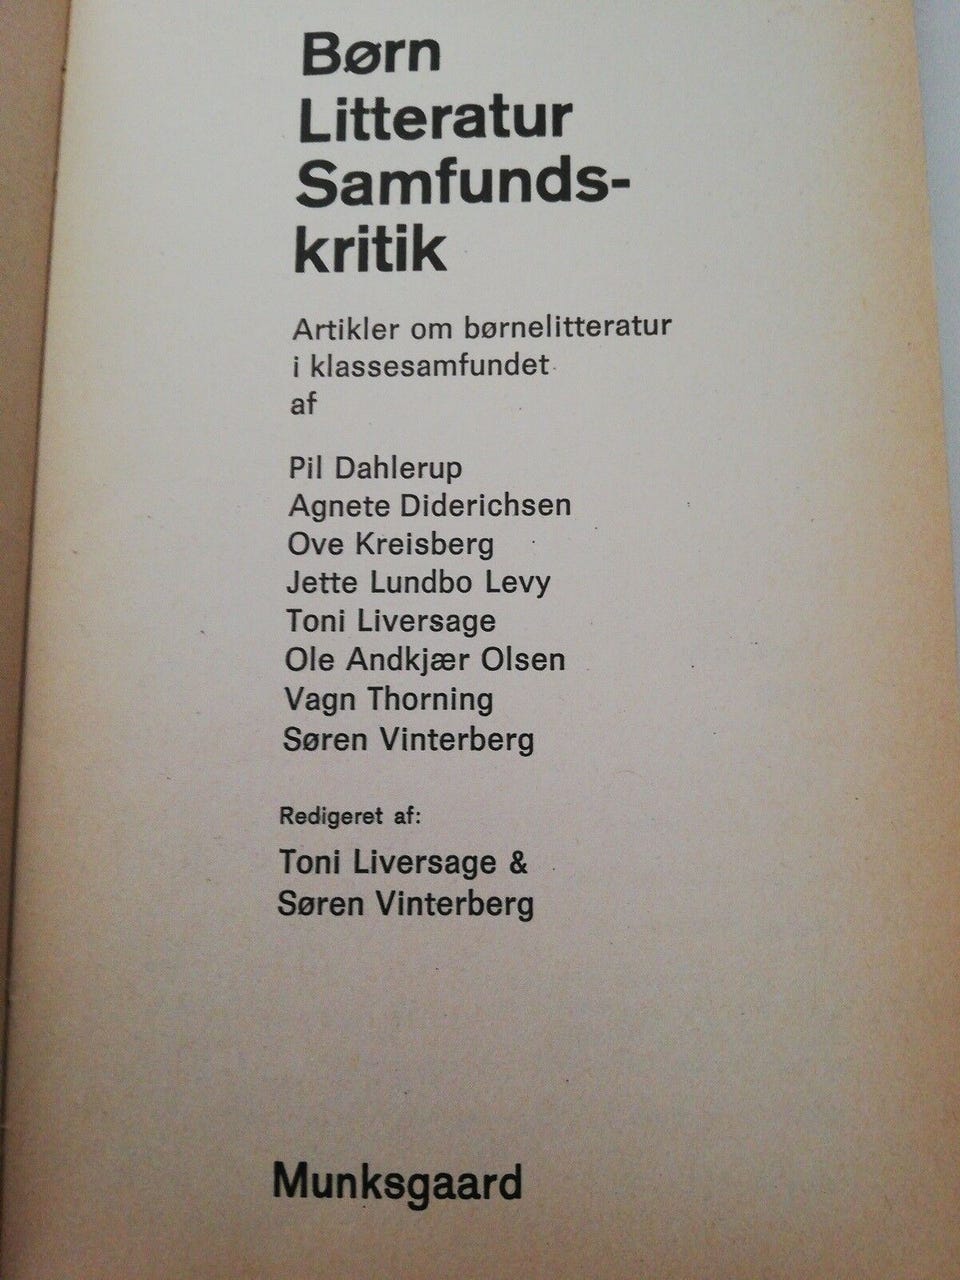 Børn
Litteratur
Samfunds-
kritik
Artikler om børnelitteratur
i klassesamfundet
af
Pil Dahlerup
Agnete Diderichsen
Ove Kreisberg
Jette Lundbo Levy
Toni Liversage
Ole Andkjær Olsen
Vagn Thorning
Søren Vinterberg
Redigeret af:
Toni Liversage &
Søren Vinterberg
Munksgaard